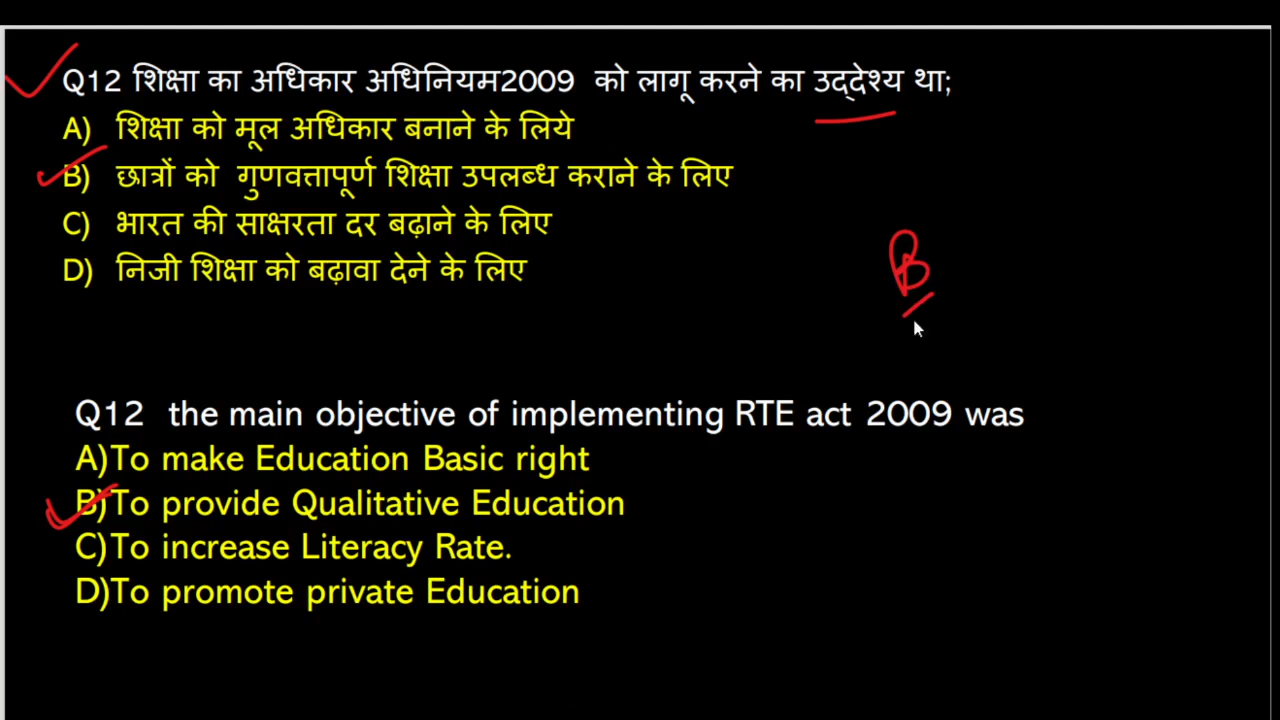 Q12 शिक्षा का अधिकार अधिनियम2009 को लागू करने का उद्देश्य था;
A) शिक्षा को मूल अधिकार बनाने के लिये
B) छात्रों को गुणवत्तापूर्ण शिक्षा उपलब्ध कराने के लिए
C) भारत की साक्षरता दर बढ़ाने के लिए
D) निजी शिक्षा को बढ़ावा देने के लिए
B
Q12 the main objective of implementing RTE act 2009 was
A)To make Education Basic right
B)To provide Qualitative Education
C)To increase Literacy Rate.
D)To promote private Education